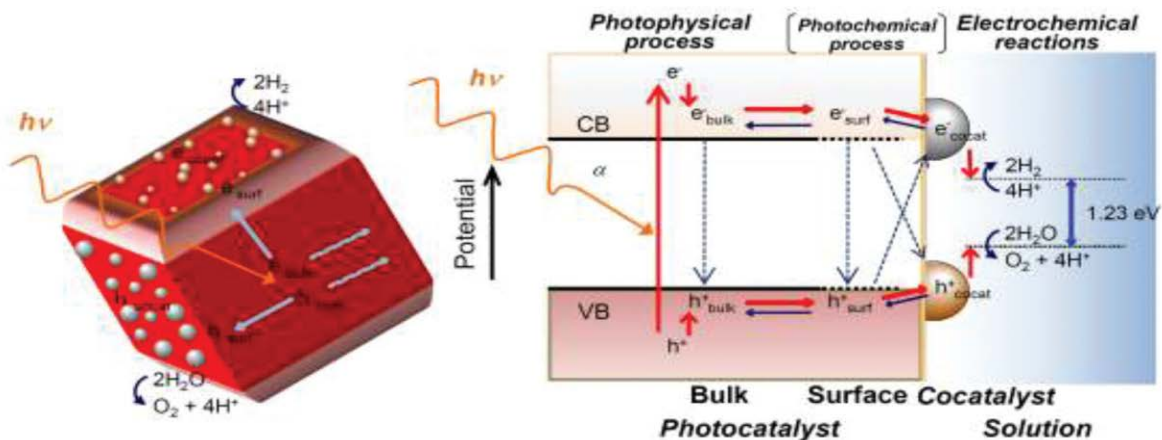 2H₂
4H⁺
hν
surf
2H₂O
O₂ + 4H⁺
Photophysical
process
Photochemical
process
Electrochemical
reactions
hν
Potential
α
e⁻
e⁻bulk
e⁻surf
e⁻cocat
CB
2H₂
4H⁺
1.23 eV
2H₂O
O₂ + 4H⁺
VB
h⁺bulk
h⁺surf
h⁺cocat
h⁺
Bulk
Surface
Cocatalyst
Photocatalyst
Solution